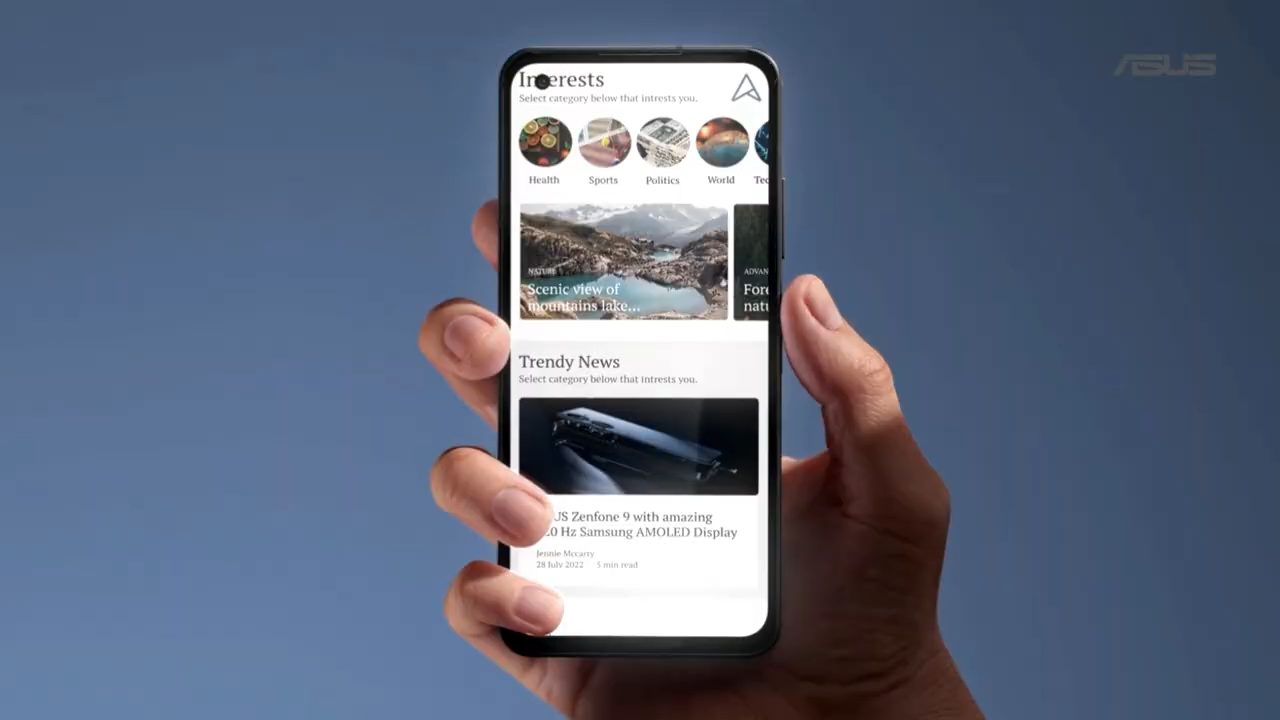 ASUS
Interests
Select category below that intrests you.
Health
Sports
Politics
World
NATURE
Scenic view of
mountains lake...
Trendy News
Select category below that intrests you.
Zenfone 9 with amazing
Hz Samsung AMOLED Display
Jennie Mccarry
28 July 2022 5 min read